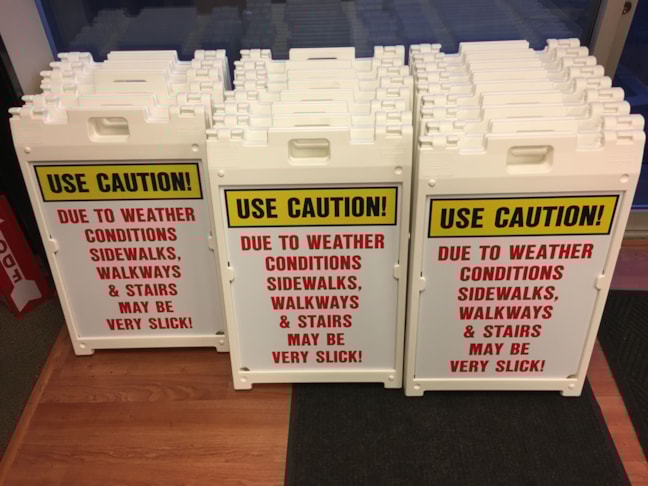 USE CAUTION!
DUE TO WEATHER
CONDITIONS
SIDEWALKS,
WALKWAYS
& STAIRS
MAY BE
VERY SLICK!
USE CAUTION!
DUE TO WEATHER
CONDITIONS
SIDEWALKS,
WALKWAYS
& STAIRS
MAY BE
VERY SLICK!
USE CAUTION!
DUE TO WEATHER
CONDITIONS
SIDEWALKS,
WALKWAYS
& STAIRS
MAY BE
VERY SLICK!